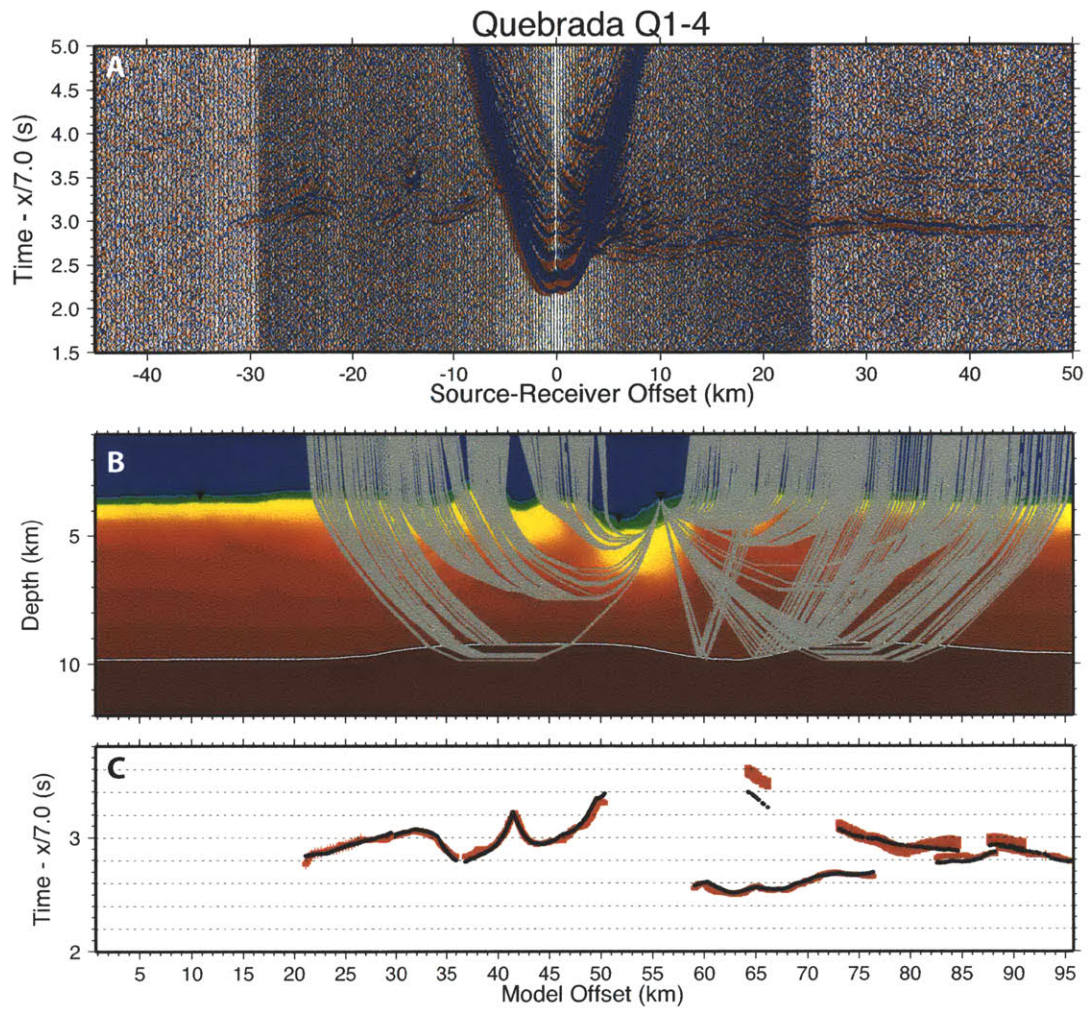 Quebrada Q1-4
A
5.0
4.5
4.0
3.5
3.0
2.5
2.0
1.5
Time - x/7.0 (s)
-40 -30 -20 -10 0 10 20 30 40 50
Source-Receiver Offset (km)
B
5
10
Depth (km)
C
3
2
Time - x/7.0 (s)
5 10 15 20 25 30 35 40 45 50 55 60 65 70 75 80 85 90 95
Model Offset (km)